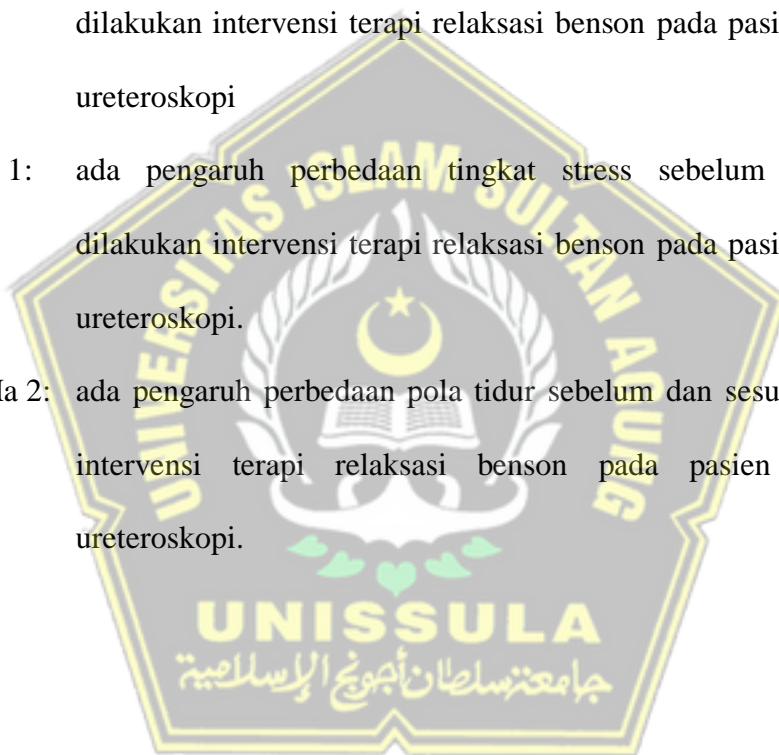 dilakukan intervensi terapi relaksasi benson pada pasi
ureteroskopi
1: ada pengaruh perbedaan tingkat stress sebelum
dilakukan intervensi terapi relaksasi benson pada pasi
ureteroskopi.
a 2: ada pengaruh perbedaan pola tidur sebelum dan sesu
intervensi terapi relaksasi benson pada pasien
ureteroskopi.
UNIVERSITAS ISLAM SULTAN AGUNG
UNISSULA
جامعة سلطان أجونج الإسلامية